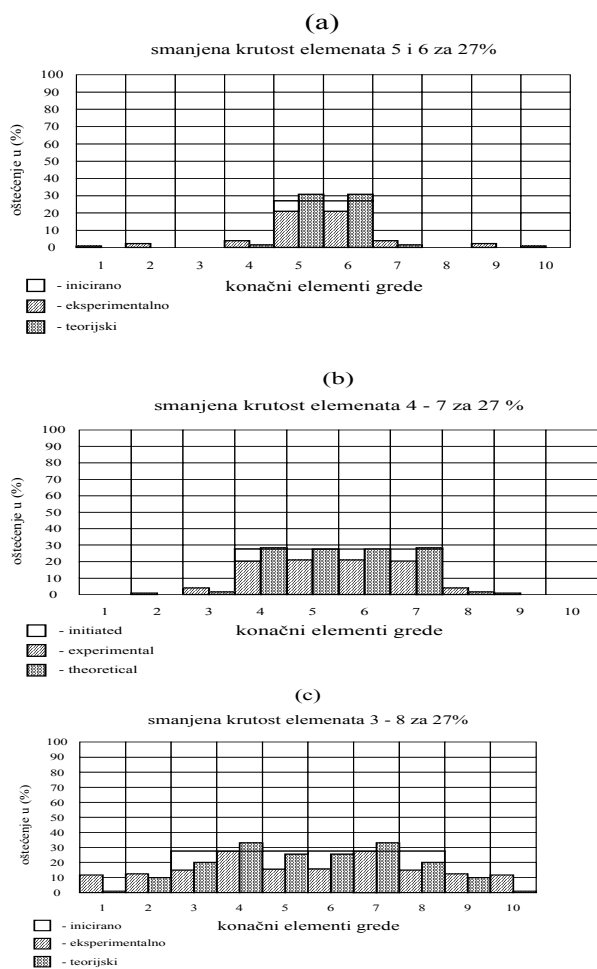 (a)
smanjena krutost elemenata 5 i 6 za 27%
oštećenje u (%)
100
90
80
70
60
50
40
30
20
10
0
1 2 3 4 5 6 7 8 9 10
konačni elementi grede
- inicirano
- eksperimentalno
- teorijski
(b)
smanjena krutost elemenata 4 - 7 za 27 %
oštećenje u (%)
100
90
80
70
60
50
40
30
20
10
0
1 2 3 4 5 6 7 8 9 10
konačni elementi grede
- initiated
- experimental
- theoretical
(c)
smanjena krutost elemenata 3 - 8 za 27%
oštećenje u (%)
100
90
80
70
60
50
40
30
20
10
0
1 2 3 4 5 6 7 8 9 10
konačni elementi grede
- inicirano
- eksperimentalno
- teorijski